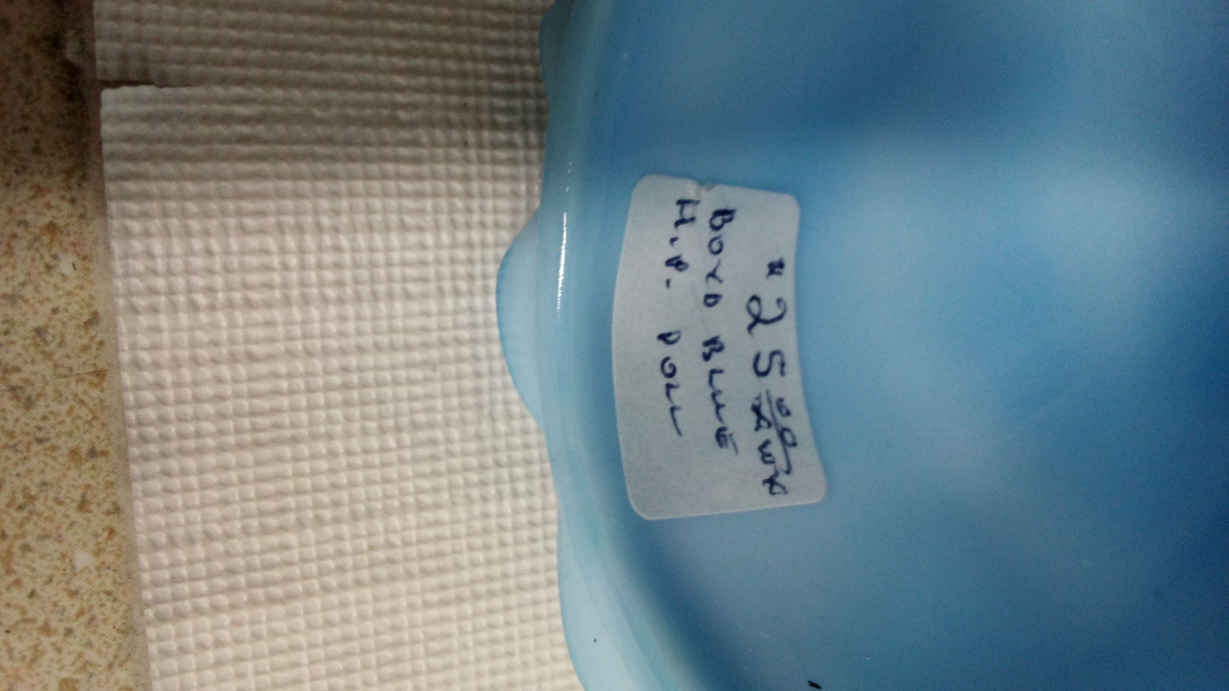 25 00
BOYD BLUE
H.P. DOLL